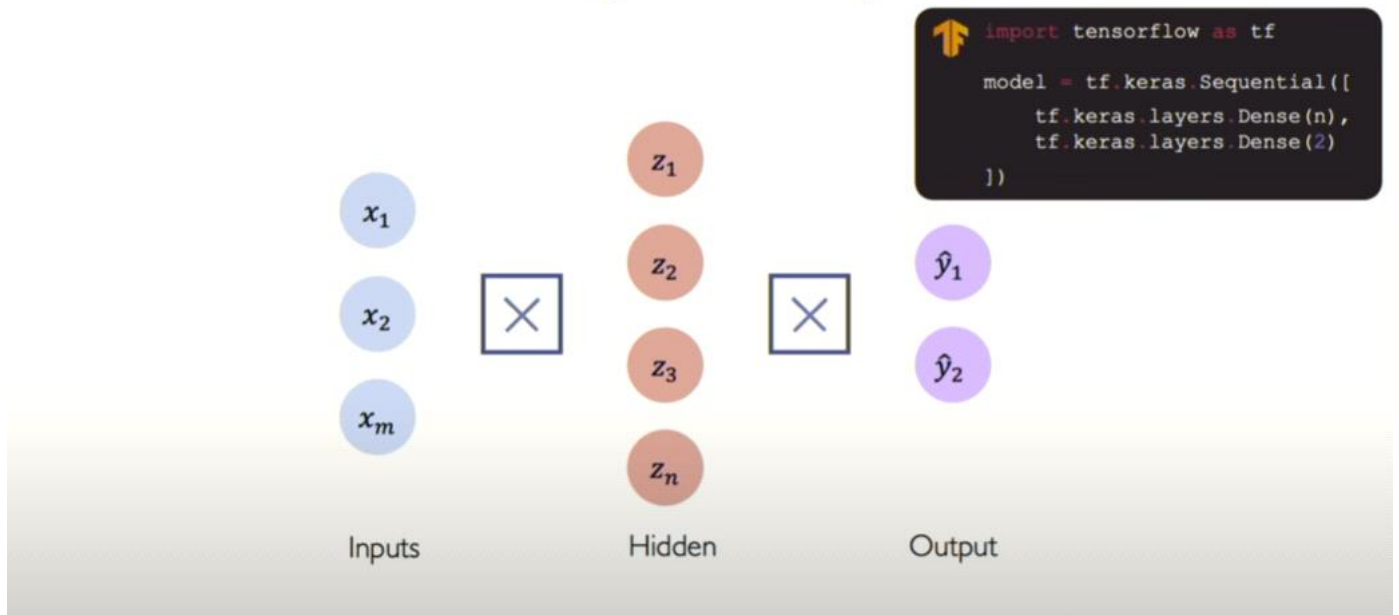 import tensorflow as tf
model = tf.keras.Sequential([
tf.keras.layers.Dense(n),
tf.keras.layers.Dense(2)
])
x₁
x₂
xₘ
z₁
z₂
z₃
zₙ
ŷ₁
ŷ₂
Inputs
Hidden
Output